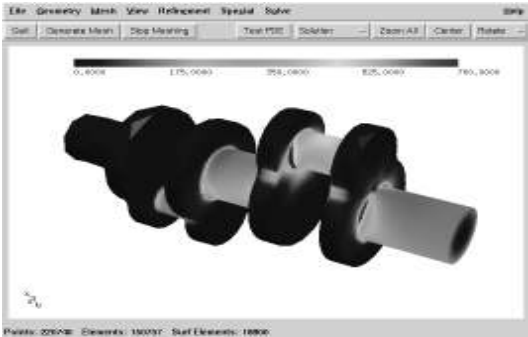 File Geometry Mesh View Refinement Special Solve Help
Quit Generate Mesh Stop Meshing Test PDE Solution Zoom All Center Rotate
0.0000 175.0000 350.0000 525.0000 700.0000
Points: Elements: Surf Elements: